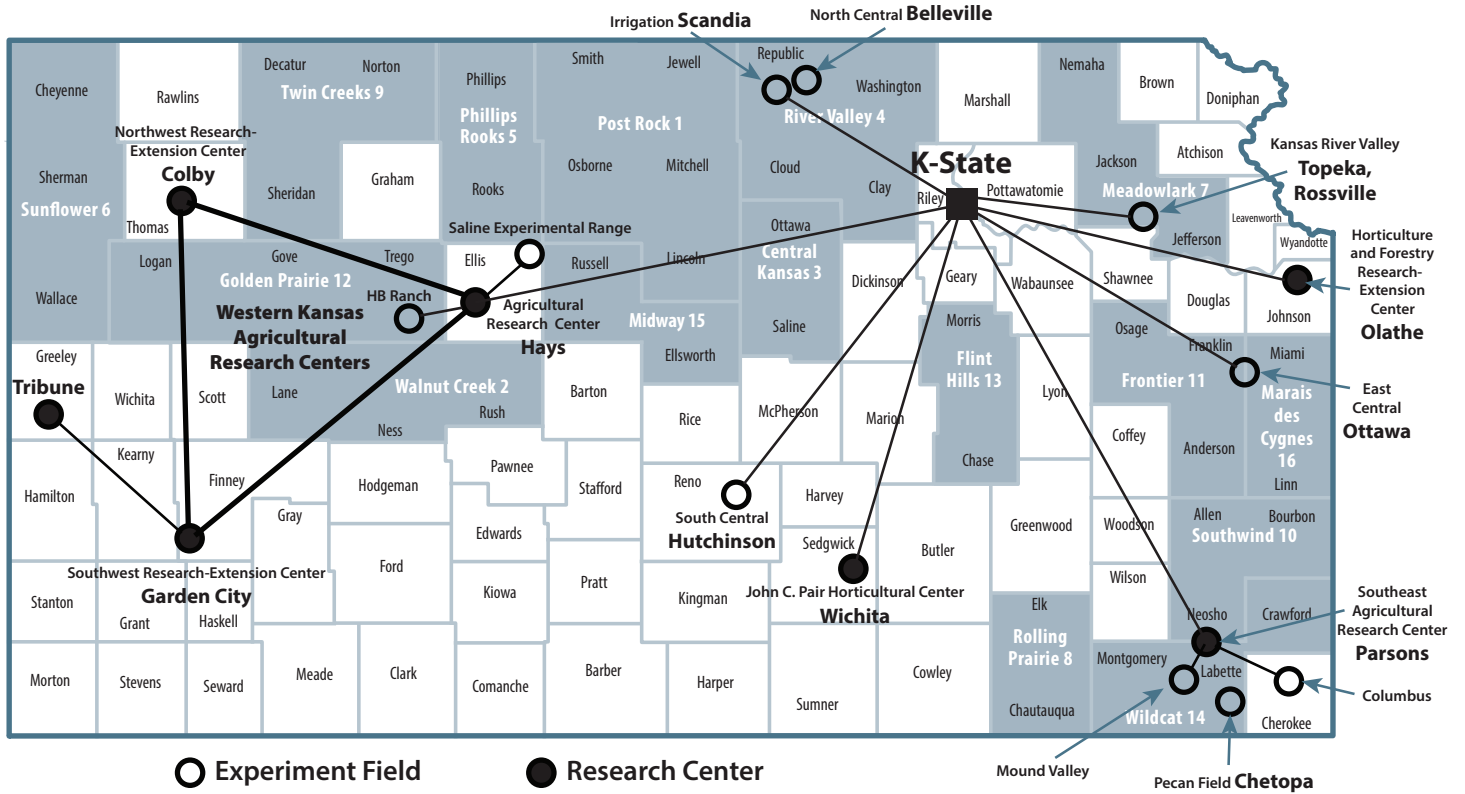 Irrigation Scandia
North Central Belleville
Cheyenne
Rawlins
Decatur
Norton
Twin Creeks 9
Phillips
Phillips
Rooks 5
Smith
Jewell
Post Rock 1
Republic
Washington
River Valley 4
Marshall
Nemaha
Brown
Doniphan
Northwest Research-
Extension Center
Colby
Sherman
Sunflower 6
Thomas
Sheridan
Graham
Rooks
Osborne
Mitchell
Cloud
Clay
K-State
Riley
Pottawatomie
Jackson
Meadowlark 7
Atchison
Kansas River Valley
Topeka,
Rossville
Leavenworth
Jefferson
Wyandotte
Saline Experimental Range
Wallace
Logan
Gove
Trego
Golden Prairie 12
HB Ranch
Western Kansas
Agricultural
Research Centers
Ellis
Agricultural
Research Center
Hays
Russell
Lincoln
Midway 15
Ellsworth
Ottawa
Central
Kansas 3
Saline
Dickinson
Geary
Wabaunsee
Shawnee
Douglas
Johnson
Horticulture
and Forestry
Research-
Extension
Center
Olathe
Greeley
Tribune
Wichita
Scott
Lane
Walnut Creek 2
Rush
Ness
Barton
Rice
McPherson
Marion
Morris
Flint
Hills 13
Chase
Lyon
Osage
Franklin
Frontier 11
Miami
Marais
des
Cygnes
16
Linn
East
Central
Ottawa
Coffey
Anderson
Hamilton
Kearny
Finney
Gray
Hodgeman
Pawnee
Stafford
Edwards
Ford
Kiowa
Pratt
Reno
South Central
Hutchinson
Harvey
Sedgwick
John C. Pair Horticultural Center
Wichita
Kingman
Butler
Greenwood
Woodson
Wilson
Allen
Bourbon
Southwind 10
Neosho
Crawford
Southeast
Agricultural
Research Center
Parsons
Southwest Research-Extension Center
Garden City
Stanton
Grant
Haskell
Morton
Stevens
Seward
Meade
Clark
Comanche
Barber
Harper
Sumner
Cowley
Elk
Rolling
Prairie 8
Chautauqua
Montgomery
Labette
Wildcat 14
Cherokee
Columbus
Mound Valley
Pecan Field Chetopa
Experiment Field
Research Center